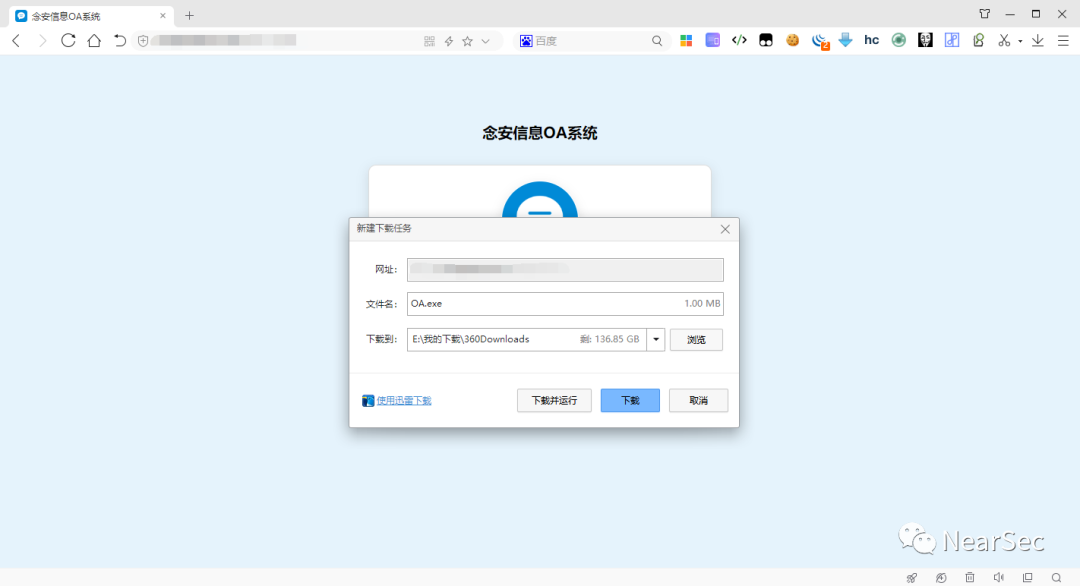 念安信息OA系统
百度
2
hc
念安信息OA系统
新建下载任务
网址:
文件名: OA.exe 1.00 MB
下载到: E:\我的下载\360Downloads 剩: 136.85 GB 浏览
使用迅雷下载 下载并运行 下载 取消
NearSec